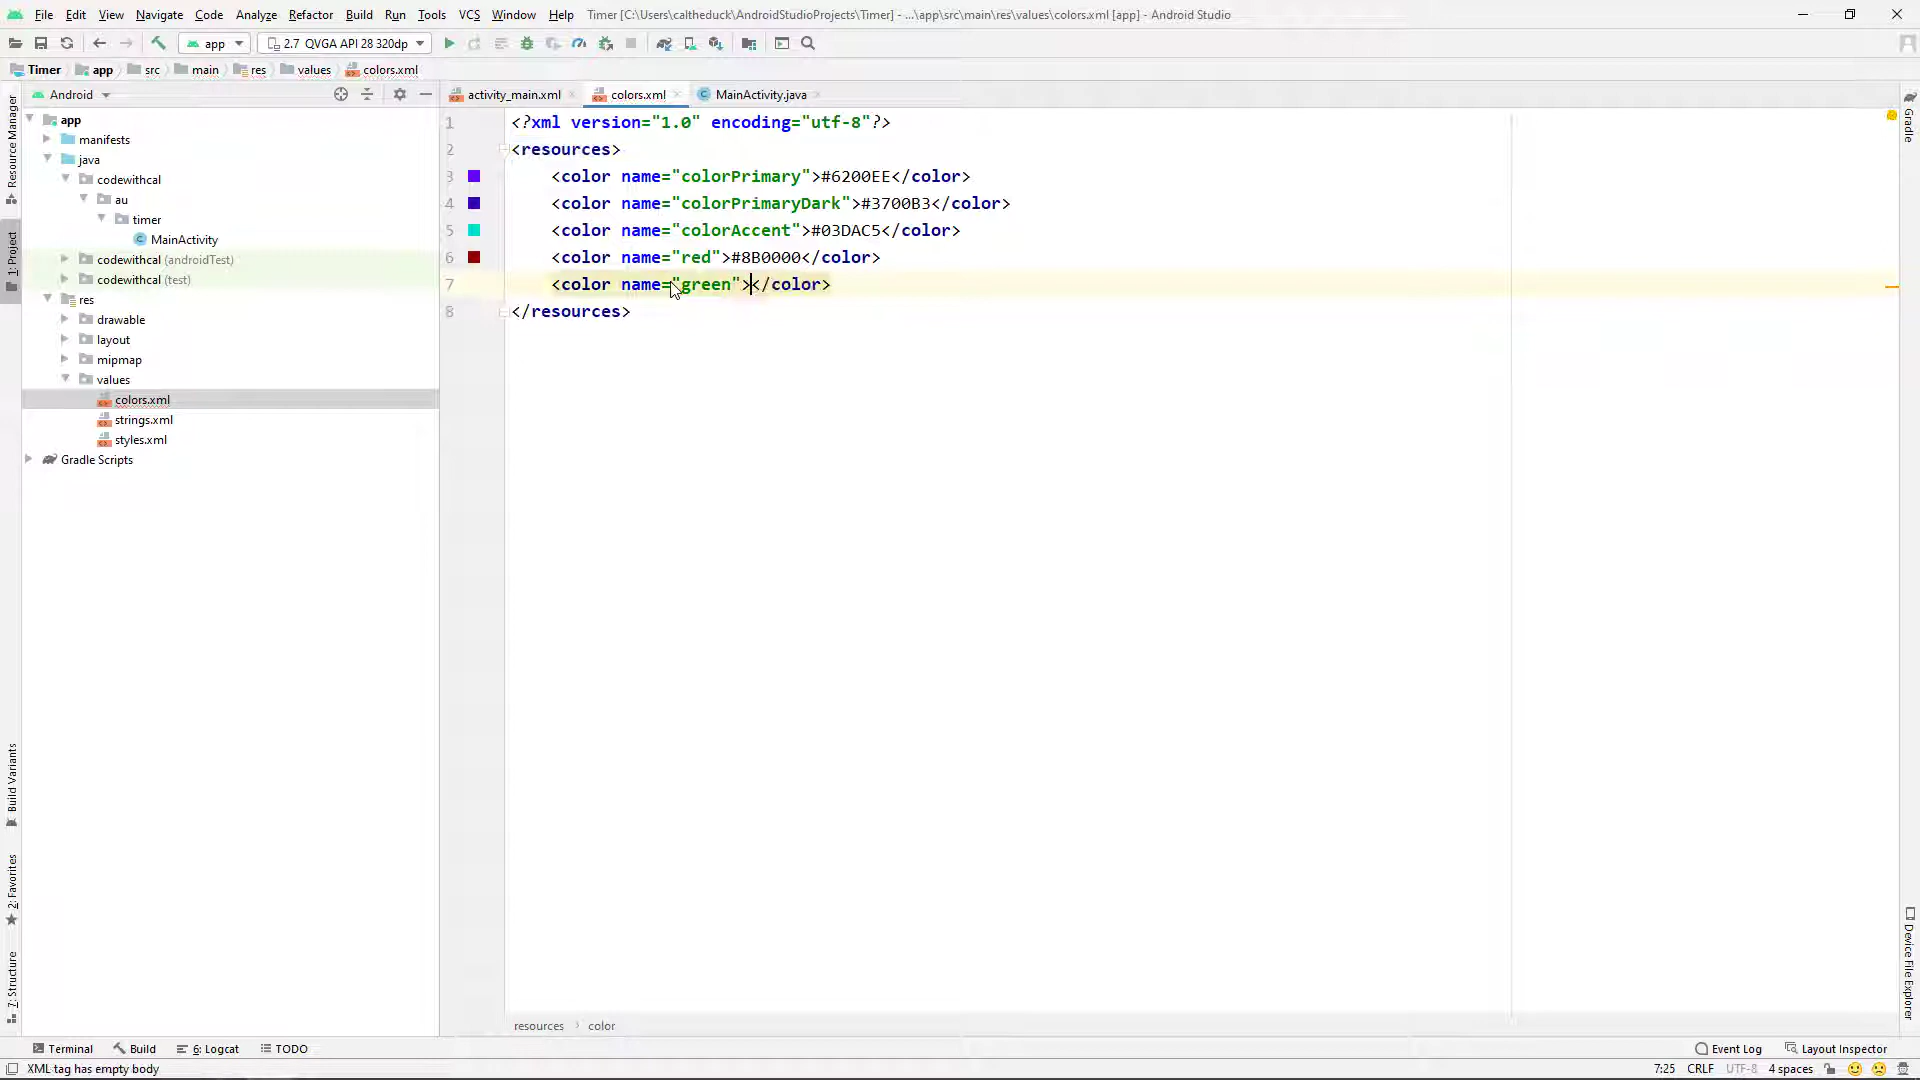 File Edit View Navigate Code Analyze Refactor Build Run Tools VCS Window Help Timer [C:\Users\caltheduck\AndroidStudioProjects\Timer] - ...\app\src\main\res\values\colors.xml [app] - Android Studio
app 2.7 QVGA API 28 320dp
Timer app src main res values colors.xml
Android
activity_main.xml colors.xml MainActivity.java
app
manifests
java
codewithcal
au
timer
MainActivity
codewithcal (androidTest)
codewithcal (test)
res
drawable
layout
mipmap
values
colors.xml
strings.xml
styles.xml
Gradle Scripts
1 <?xml version="1.0" encoding="utf-8"?>
2 <resources>
3 <color name="colorPrimary">#6200EE</color>
4 <color name="colorPrimaryDark">#3700B3</color>
5 <color name="colorAccent">#03DAC5</color>
6 <color name="red">#8B0000</color>
7 <color name="green"></color>
8 </resources>
Resource Manager
1: Project
Build Variants
2: Favorites
7: Structure
Gradle
Device File Explorer
resources color
Terminal Build 6: Logcat TODO Event Log Layout Inspector
XML tag has empty body 7:25 CRLF UTF-8 4 spaces